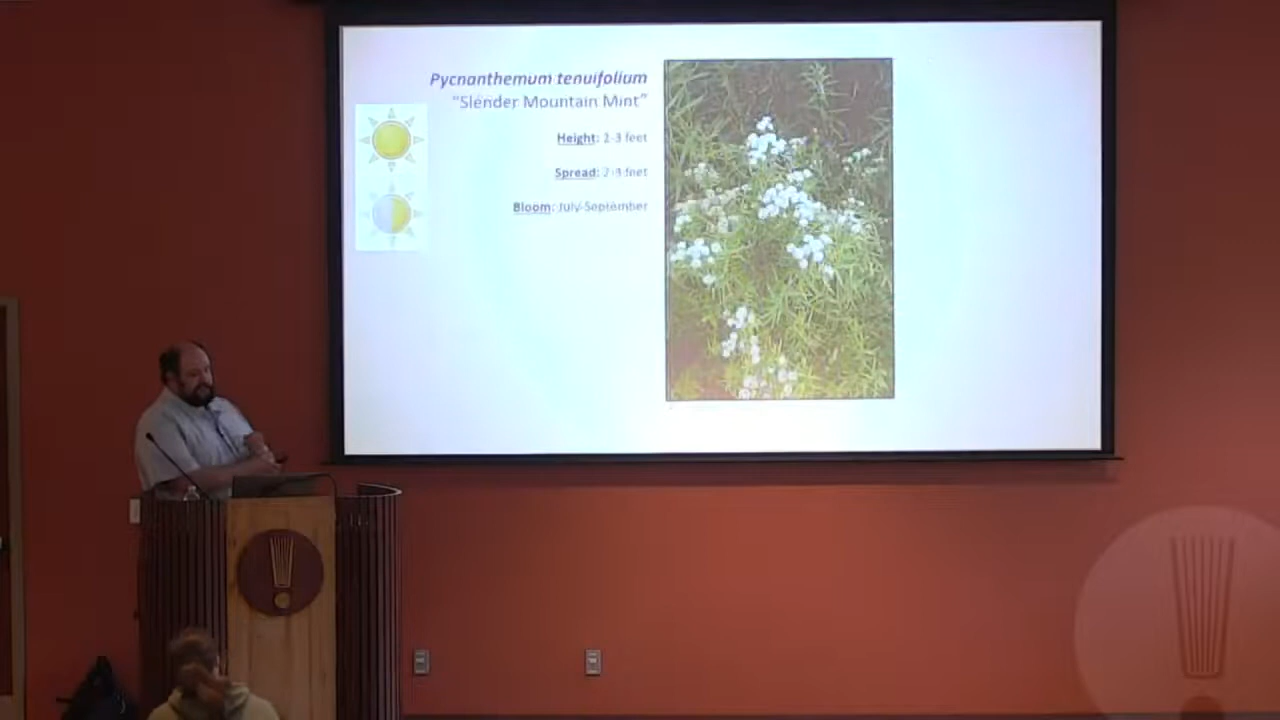 Pycnanthemum tenuifolium
"Slender Mountain Mint"
Height: 2-3 feet
Spread: 2-3 feet
Bloom: July-September